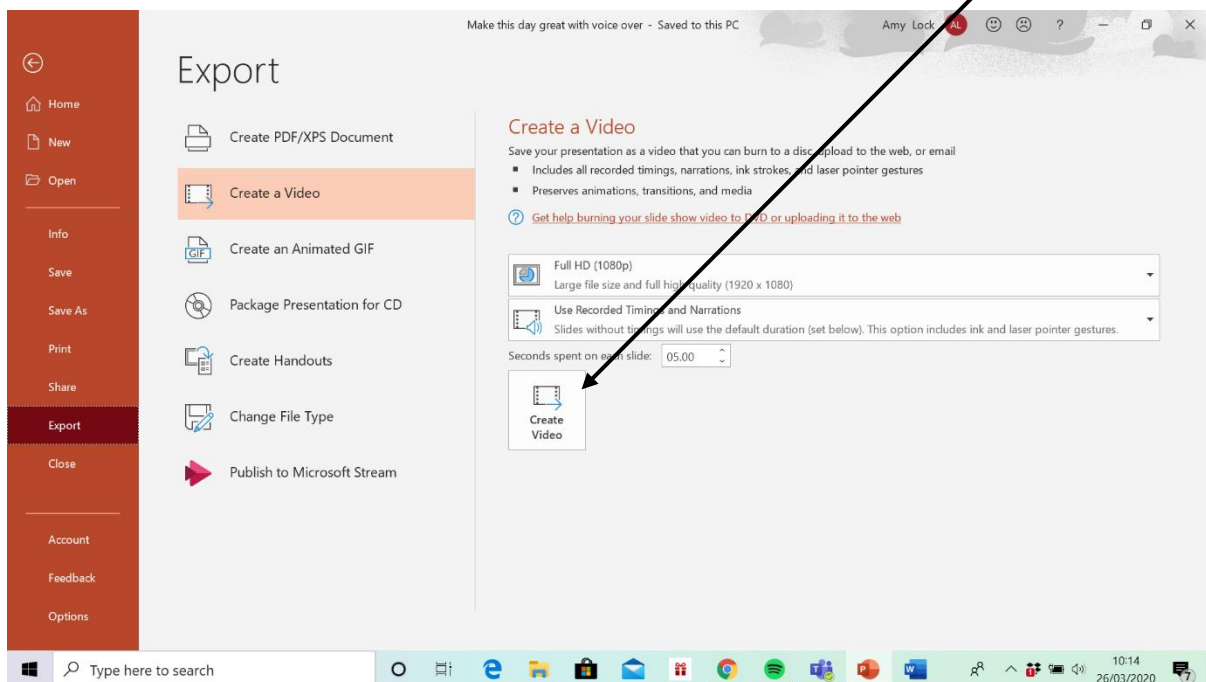 Make this day great with voice over - Saved to this PC
Amy Lock
AL
?
Export
Home
New
Open
Info
Save
Save As
Print
Share
Export
Close
Account
Feedback
Options
Create PDF/XPS Document
Create a Video
GIF
Create an Animated GIF
Package Presentation for CD
Create Handouts
Change File Type
Publish to Microsoft Stream
Create a Video
Save your presentation as a video that you can burn to a disc, upload to the web, or email
Includes all recorded timings, narrations, ink strokes, and laser pointer gestures
Preserves animations, transitions, and media
? Get help burning your slide show video to DVD or uploading it to the web
Full HD (1080p)
Large file size and full high quality (1920 x 1080)
Use Recorded Timings and Narrations
Slides without timings will use the default duration (set below). This option includes ink and laser pointer gestures.
Seconds spent on each slide: 05.00
Create
Video
Type here to search
10:14
26/03/2020
7